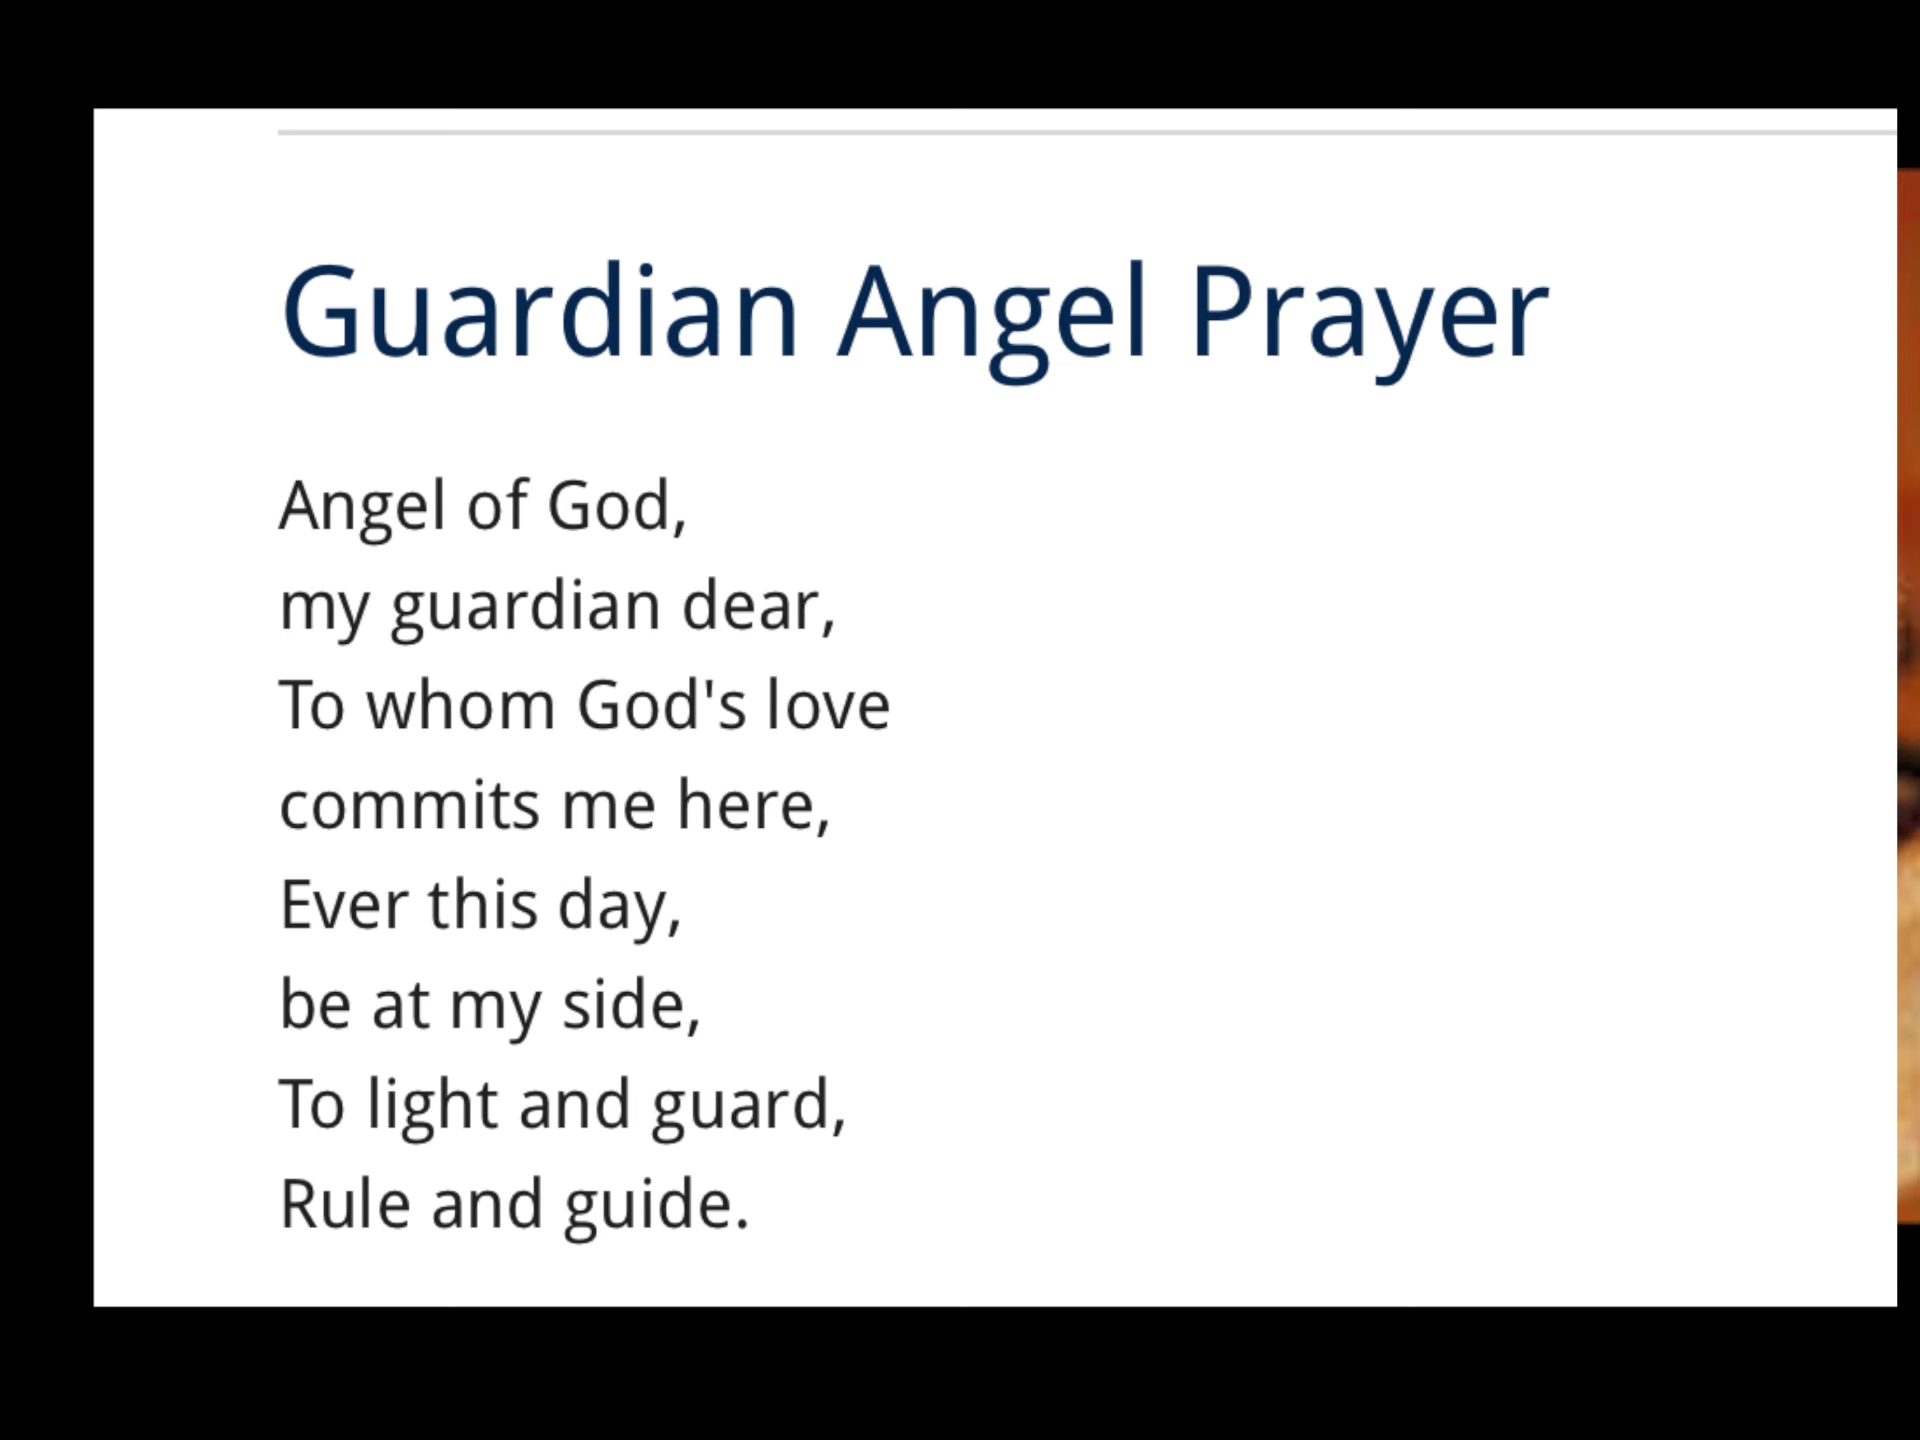 Guardian Angel Prayer
Angel of God,
my guardian dear,
To whom God's love
commits me here,
Ever this day,
be at my side,
To light and guard,
Rule and guide.